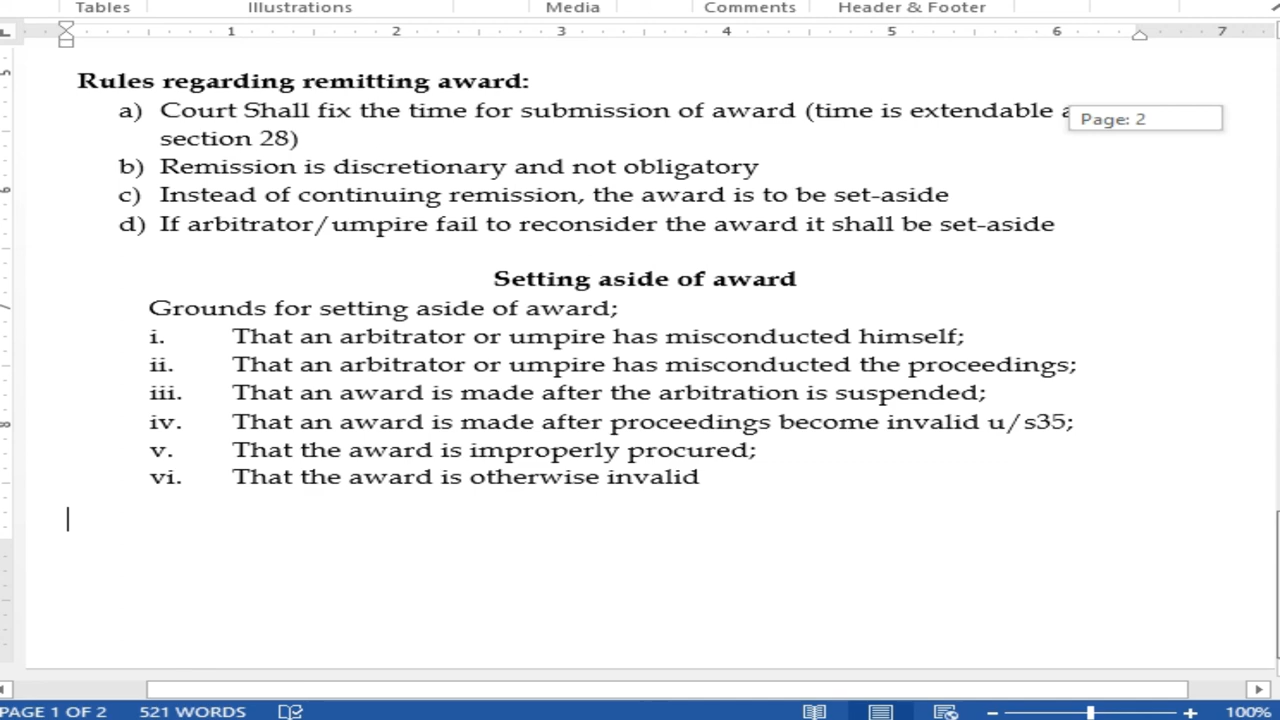 Tables Illustrations Media Comments Header & Footer
1 2 3 4 5 6 7
Rules regarding remitting award:
a) Court Shall fix the time for submission of award (time is extendable
Page: 2
section 28)
b) Remission is discretionary and not obligatory
c) Instead of continuing remission, the award is to be set-aside
d) If arbitrator/umpire fail to reconsider the award it shall be set-aside
Setting aside of award
Grounds for setting aside of award;
i. That an arbitrator or umpire has misconducted himself;
ii. That an arbitrator or umpire has misconducted the proceedings;
iii. That an award is made after the arbitration is suspended;
iv. That an award is made after proceedings become invalid u/s35;
v. That the award is improperly procured;
vi. That the award is otherwise invalid
PAGE 1 OF 2 521 WORDS 100%